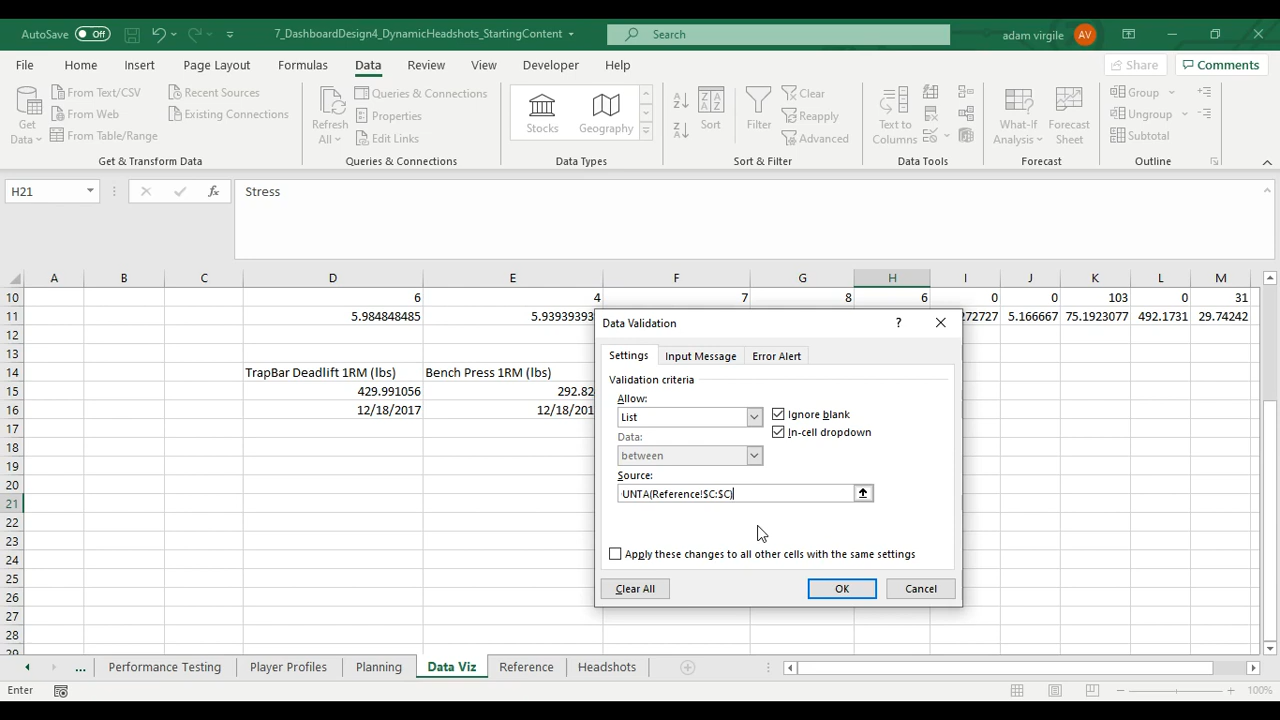 AutoSave Off 7_DashboardDesign4_DynamicHeadshots_StartingContent Search adam virgile AV
File Home Insert Page Layout Formulas Data Review View Developer Help Share Comments
From Text/CSV Recent Sources Queries & Connections Clear Group
From Web Existing Connections Properties Reapply Ungroup
Get Data From Table/Range Refresh All Edit Links Stocks Geography Sort Filter Advanced Text to Columns What-If Analysis Forecast Sheet Subtotal
Get & Transform Data Queries & Connections Data Types Sort & Filter Data Tools Forecast Outline
H21 fx Stress
A B C D E F G H I J K L M
10 6 4 7 8 6 0 0 103 0 31
11 5.984848485 5.93939393 272727 5.166667 75.1923077 492.1731 29.74242
12
13
14 TrapBar Deadlift 1RM (lbs) Bench Press 1RM (lbs)
15 429.991056 292.82
16 12/18/2017 12/18/201
17
18
19
20
21
22
23
24
25
26
27
28
29
Data Validation ?
Settings Input Message Error Alert
Validation criteria
Allow:
List Ignore blank
In-cell dropdown
Data:
between
Source:
UNTA(Reference!$C:$C)
Apply these changes to all other cells with the same settings
Clear All OK Cancel
... Performance Testing Player Profiles Planning Data Viz Reference Headshots
Enter 100%